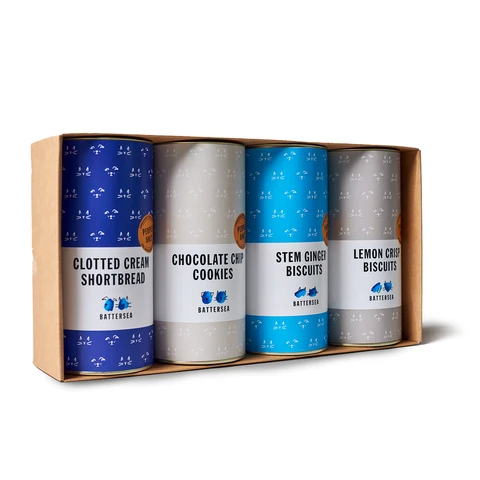 CLOTTED CREAM
SHORTBREAD
BATTERSEA
CHOCOLATE CHIP
COOKIES
BATTERSEA
STEM GINGER
BISCUITS
BATTERSEA
LEMON CRISP
BISCUITS
BATTERSEA